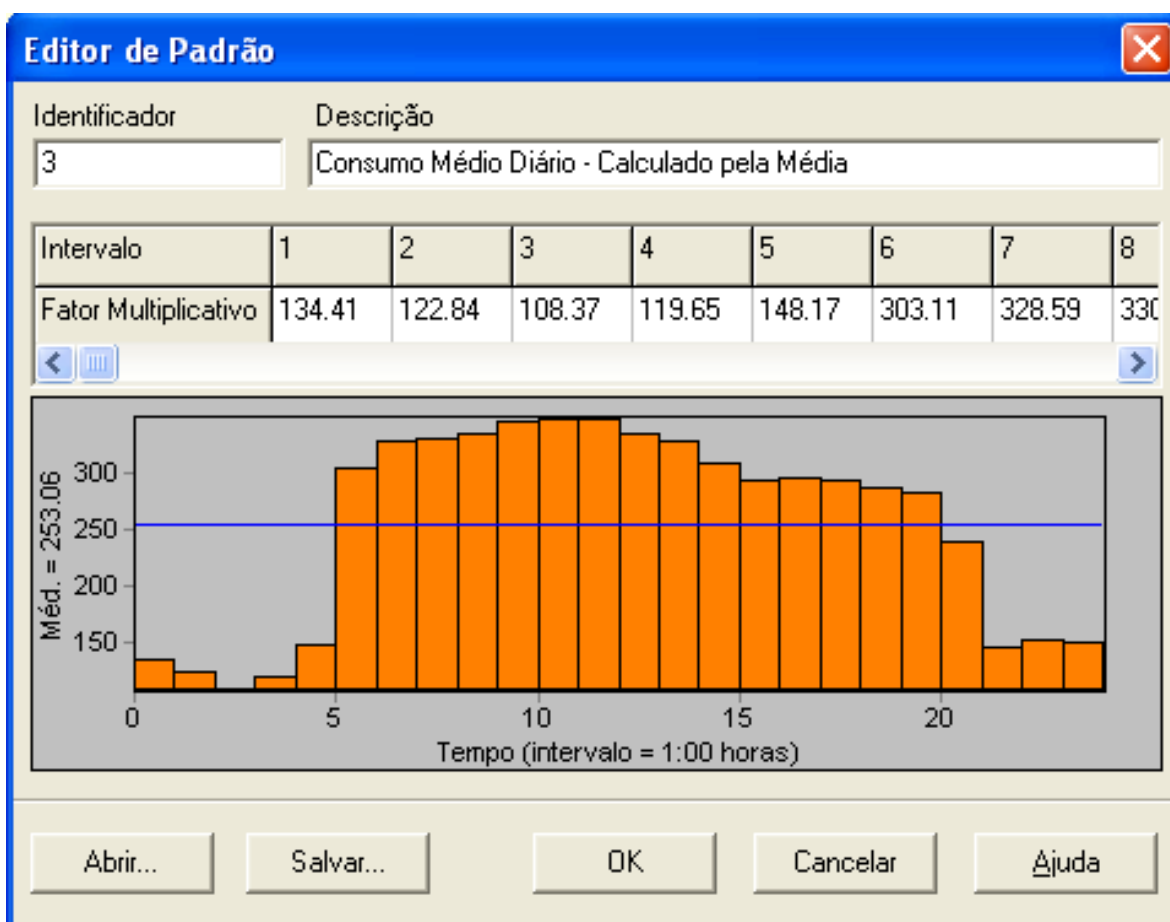 Editor de Padrão
Identificador Descrição
3 Consumo Médio Diário - Calculado pela Média
Intervalo 1 2 3 4 5 6 7 8
Fator Multiplicativo 134.41 122.84 108.37 119.65 148.17 303.11 328.59 330
Méd. = 253.06
300
250
200
150
0 5 10 15 20
Tempo (intervalo = 1:00 horas)
Abrir... Salvar... OK Cancelar Ajuda